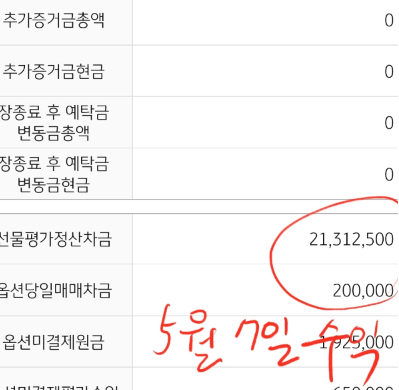 추가증거금총액 0
추가증거금현금 0
장종료 후 예탁금
변동금총액 0
장종료 후 예탁금
변동금현금 0
선물평가정산차금 21,312,500
옵션당일매매차금 200,000
옵션미결제원금 1,925,000
5월 7일 수익